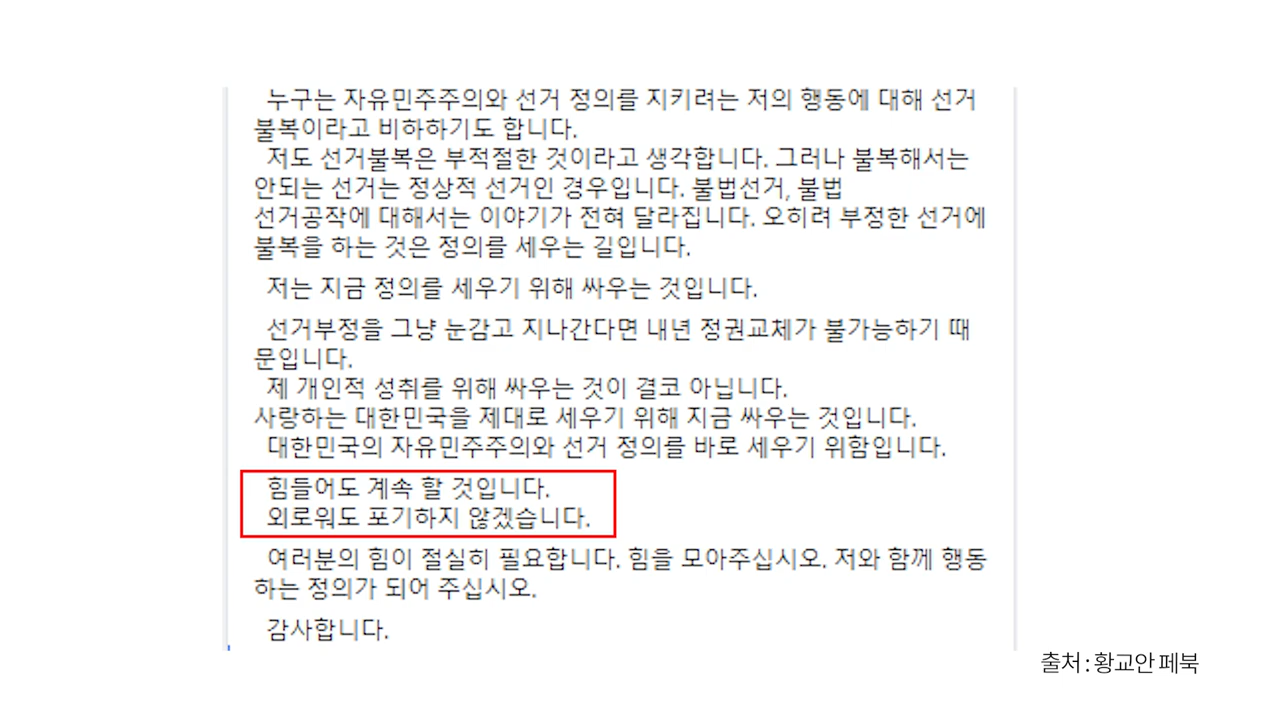 누구는 자유민주주의와 선거 정의를 지키려는 저의 행동에 대해 선거
불복이라고 비하하기도 합니다.
저도 선거불복은 부적절한 것이라고 생각합니다. 그러나 불복해서는
안되는 선거는 정상적 선거인 경우입니다. 불법선거, 불법
선거공작에 대해서는 이야기가 전혀 달라집니다. 오히려 부정한 선거에
불복을 하는 것은 정의를 세우는 길입니다.
저는 지금 정의를 세우기 위해 싸우는 것입니다.
선거부정을 그냥 눈감고 지나간다면 내년 정권교체가 불가능하기 때
문입니다.
제 개인적 성취를 위해 싸우는 것이 결코 아닙니다.
사랑하는 대한민국을 제대로 세우기 위해 지금 싸우는 것입니다.
대한민국의 자유민주주의와 선거 정의를 바로 세우기 위함입니다.
힘들어도 계속 할 것입니다.
외로워도 포기하지 않겠습니다.
여러분의 힘이 절실히 필요합니다. 힘을 모아주십시오. 저와 함께 행동
하는 정의가 되어 주십시오.
감사합니다.
출처 : 황교안 페북